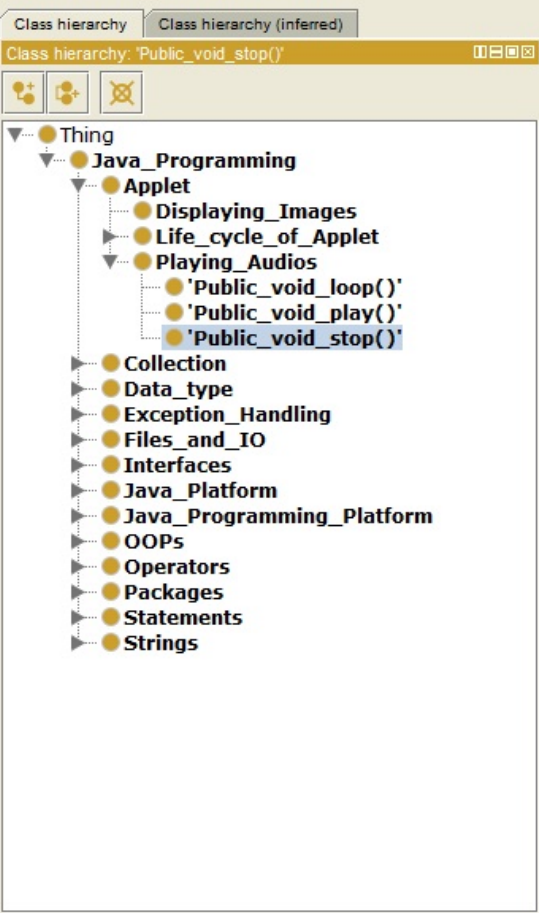 Class hierarchy Class hierarchy (inferred)
Class hierarchy: 'Public_void_stop()'
Thing
Java_Programming
Applet
Displaying_Images
Life_cycle_of_Applet
Playing_Audios
'Public_void_loop()'
'Public_void_play()'
'Public_void_stop()'
Collection
Data_type
Exception_Handling
Files_and_IO
Interfaces
Java_Platform
Java_Programming_Platform
OOPs
Operators
Packages
Statements
Strings